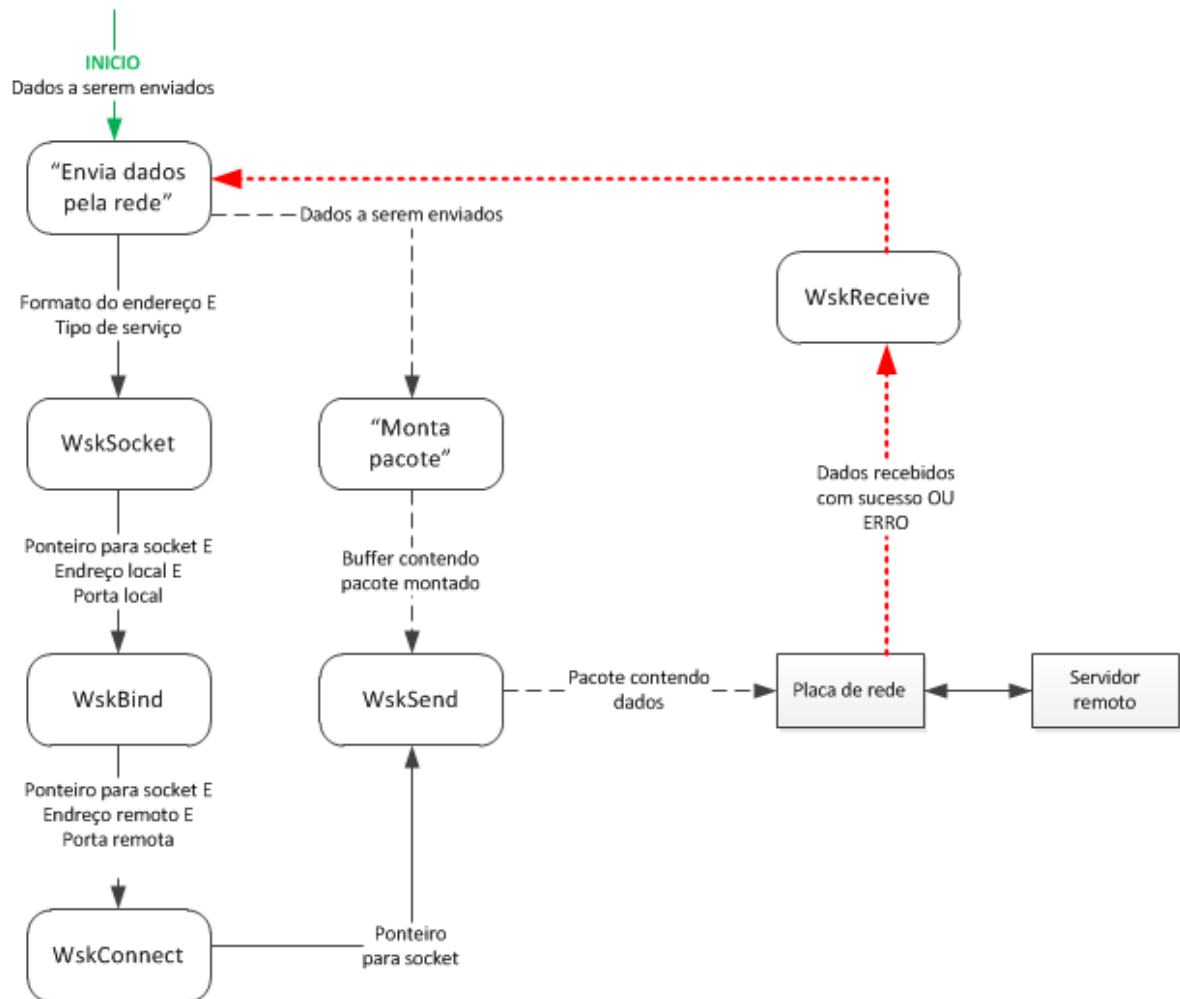 INICIO
Dados a serem enviados
“Envia dados
pela rede”
Dados a serem enviados
WskReceive
Formato do endereço E
Tipo de serviço
WskSocket
“Monta
pacote”
Dados recebidos
com sucesso OU
ERRO
Ponteiro para socket E
Endreço local E
Porta local
Buffer contendo
pacote montado
WskBind
WskSend
Pacote contendo
dados
Placa de rede
Servidor
remoto
Ponteiro para socket E
Endreço remoto E
Porta remota
WskConnect
Ponteiro
para socket